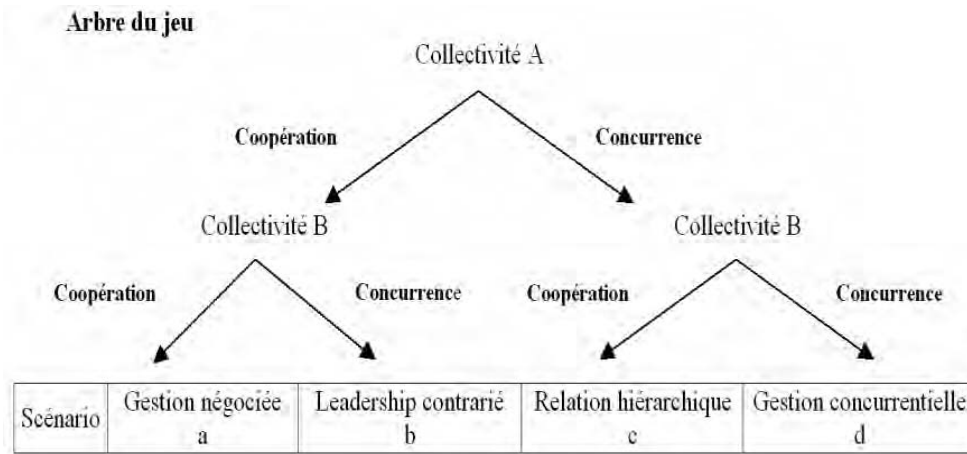 Arbre du jeu
Collectivité A
Coopération Concurrence
Collectivité B Collectivité B
Coopération Concurrence Coopération Concurrence
Scénario Gestion négociée Leadership contrarié Relation hiérarchique Gestion concurrentielle
a b c d